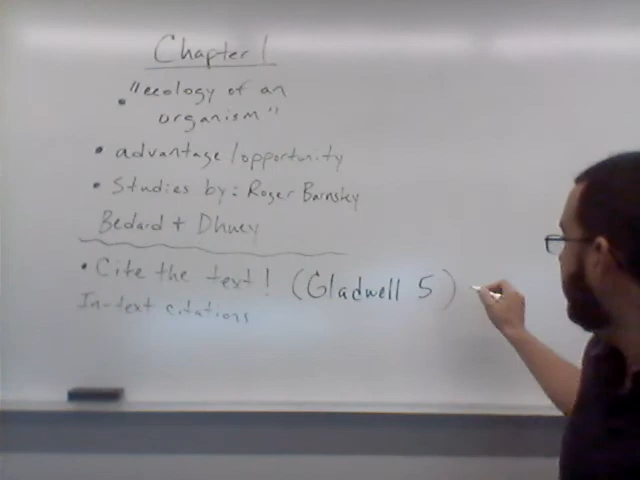 Chapter 1
• "ecology of an
organism"
• advantage/opportunity
• Studies by: Roger Barnsley
Bedard + Dhuey
• Cite the text! (Gladwell 5)
In-text citations